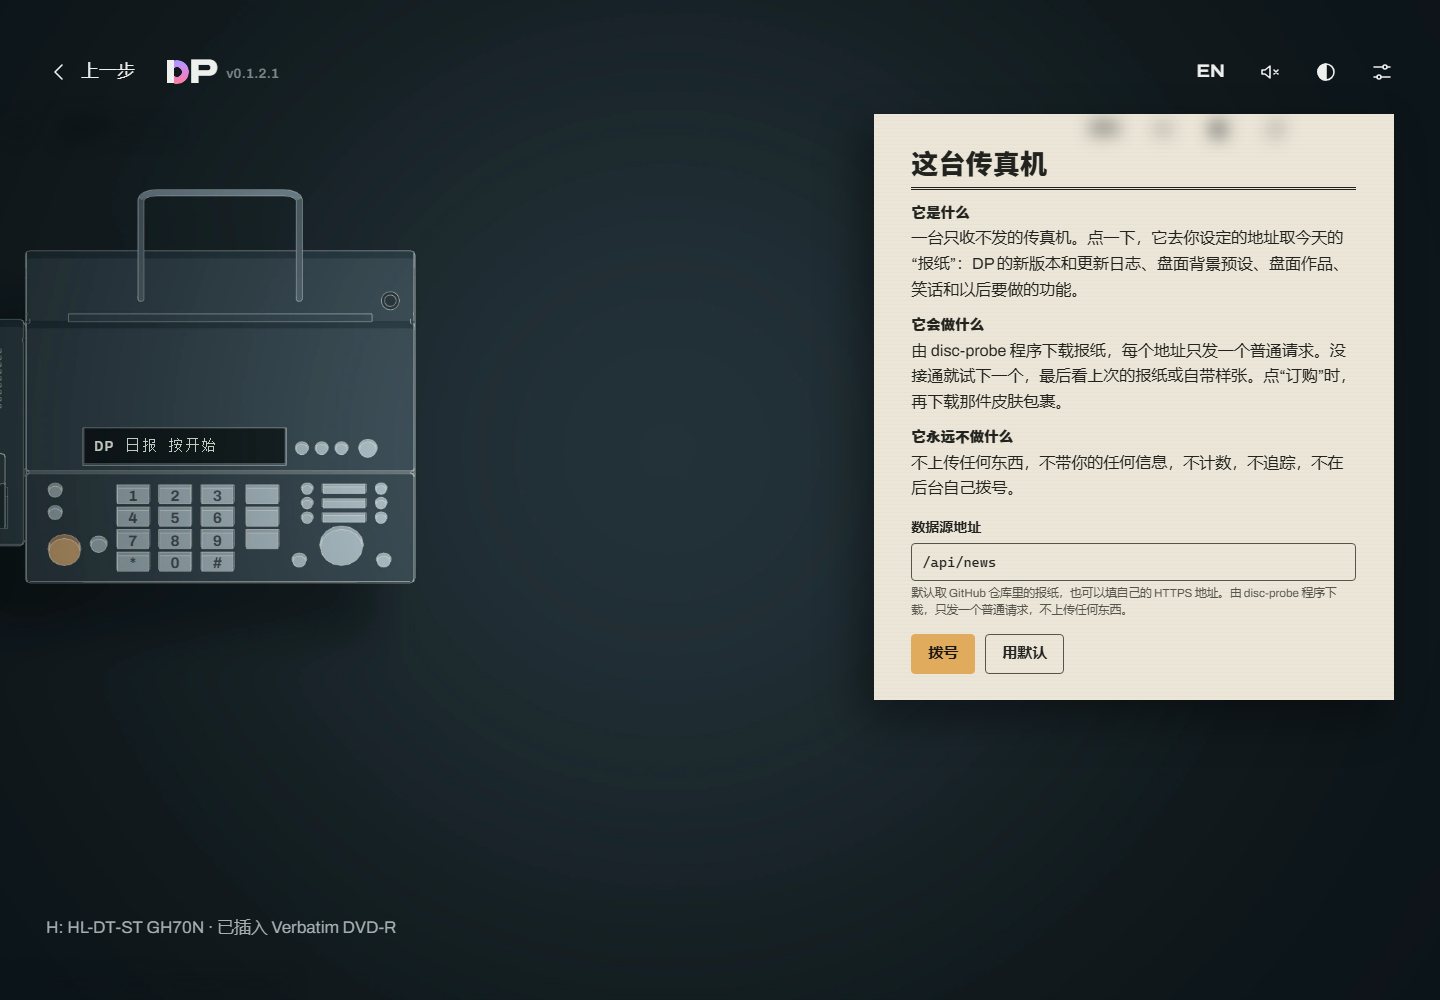 上一步
DP v0.1.2.1
EN
这台传真机
它是什么
一台只收不发的传真机。点一下，它去你设定的地址取今天的
“报纸”：DP 的新版本和更新日志、盘面背景预设、盘面作品、
笑话和以后要做的功能。
它会做什么
由 disc-probe 程序下载报纸，每个地址只发一个普通请求。没
接通就试下一个，最后看上次的报纸或自带样张。点“订购”时，
再下载那件皮肤包裹。
它永远不做什么
不上传任何东西，不带你的任何信息，不计数，不追踪，不在
后台自己拨号。
数据源地址
/api/news
默认取 GitHub 仓库里的报纸，也可以填自己的 HTTPS 地址。由 disc-probe 程序下
载，只发一个普通请求，不上传任何东西。
拨号
用默认
DP 日报 按开始
1 2 3
4 5 6
7 8 9
* 0 #
H: HL-DT-ST GH70N · 已插入 Verbatim DVD-R